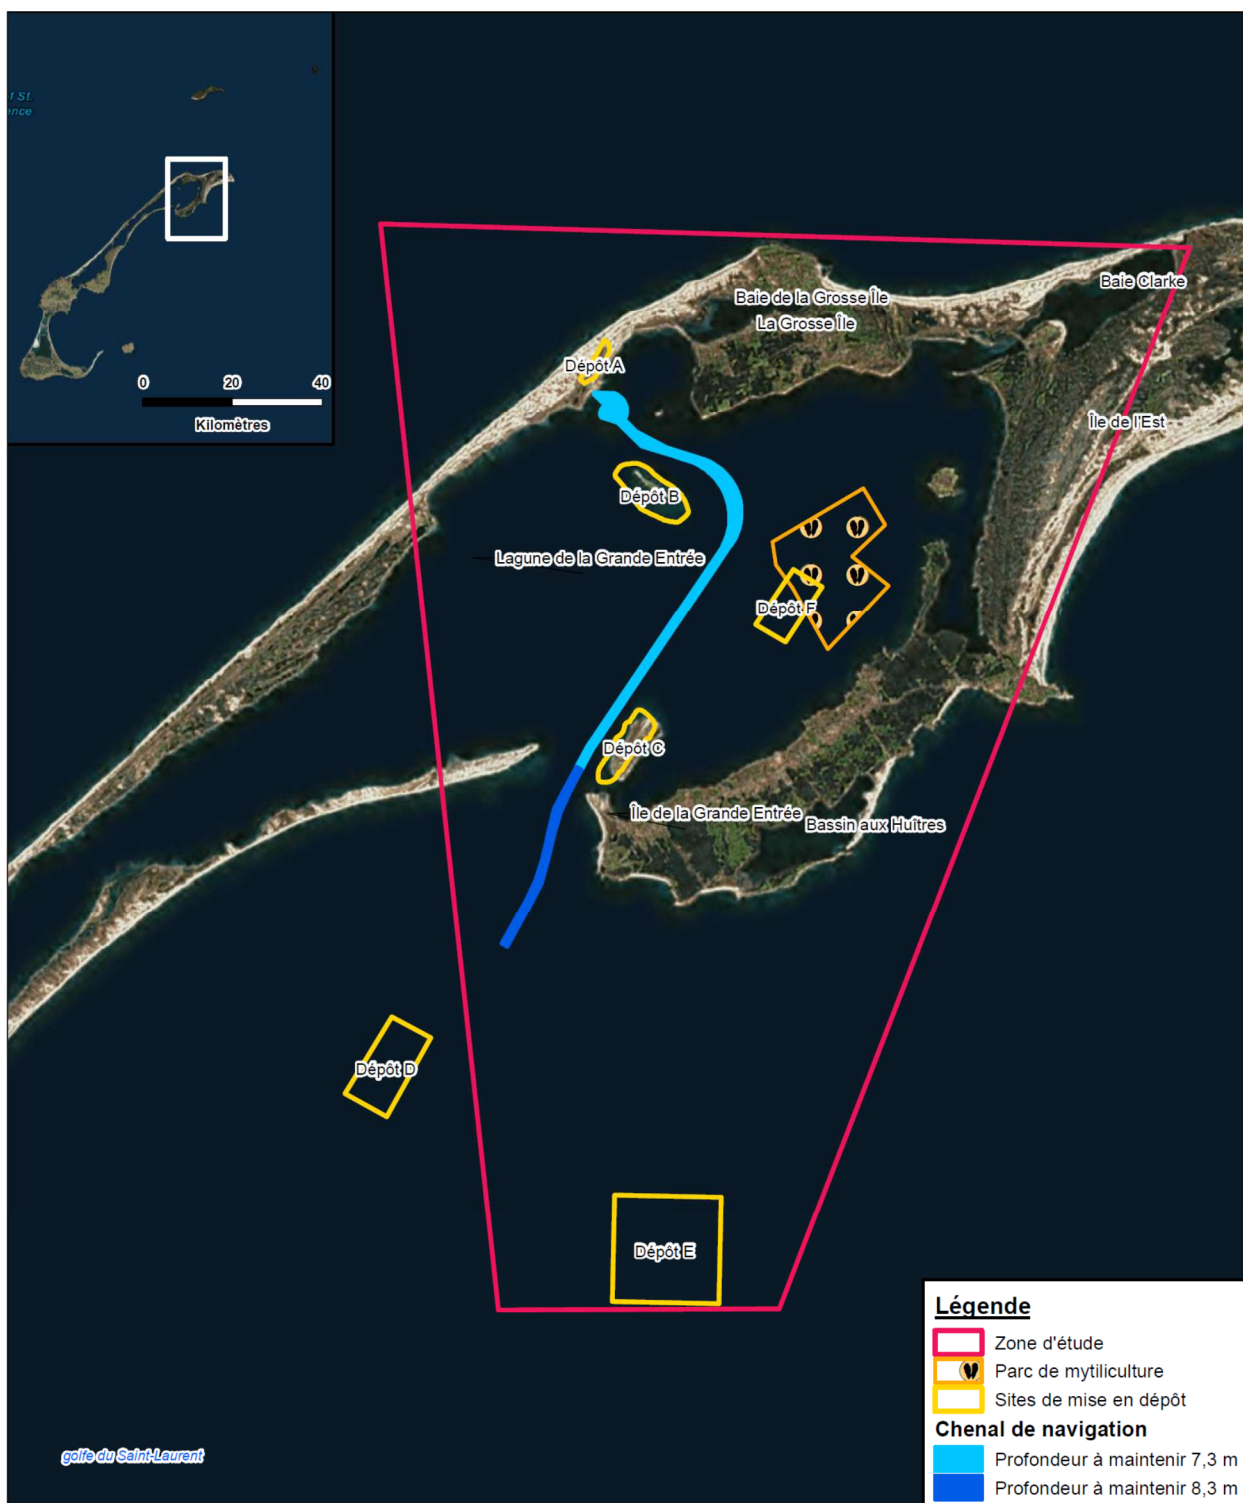 f St.
ence
0 20 40
Kilomètres
Baie Clarke
Baie de la Grosse Île
La Grosse Île
Dépôt A
Île de l'Est
Dépôt B
Lagune de la Grande Entrée
Dépôt F
Dépôt C
Île de la Grande Entrée
Bassin aux Huîtres
Dépôt D
Dépôt E
Légende
Zone d'étude
Parc de mytiliculture
Sites de mise en dépôt
Chenal de navigation
Profondeur à maintenir 7,3 m
Profondeur à maintenir 8,3 m
golfe du Saint-Laurent